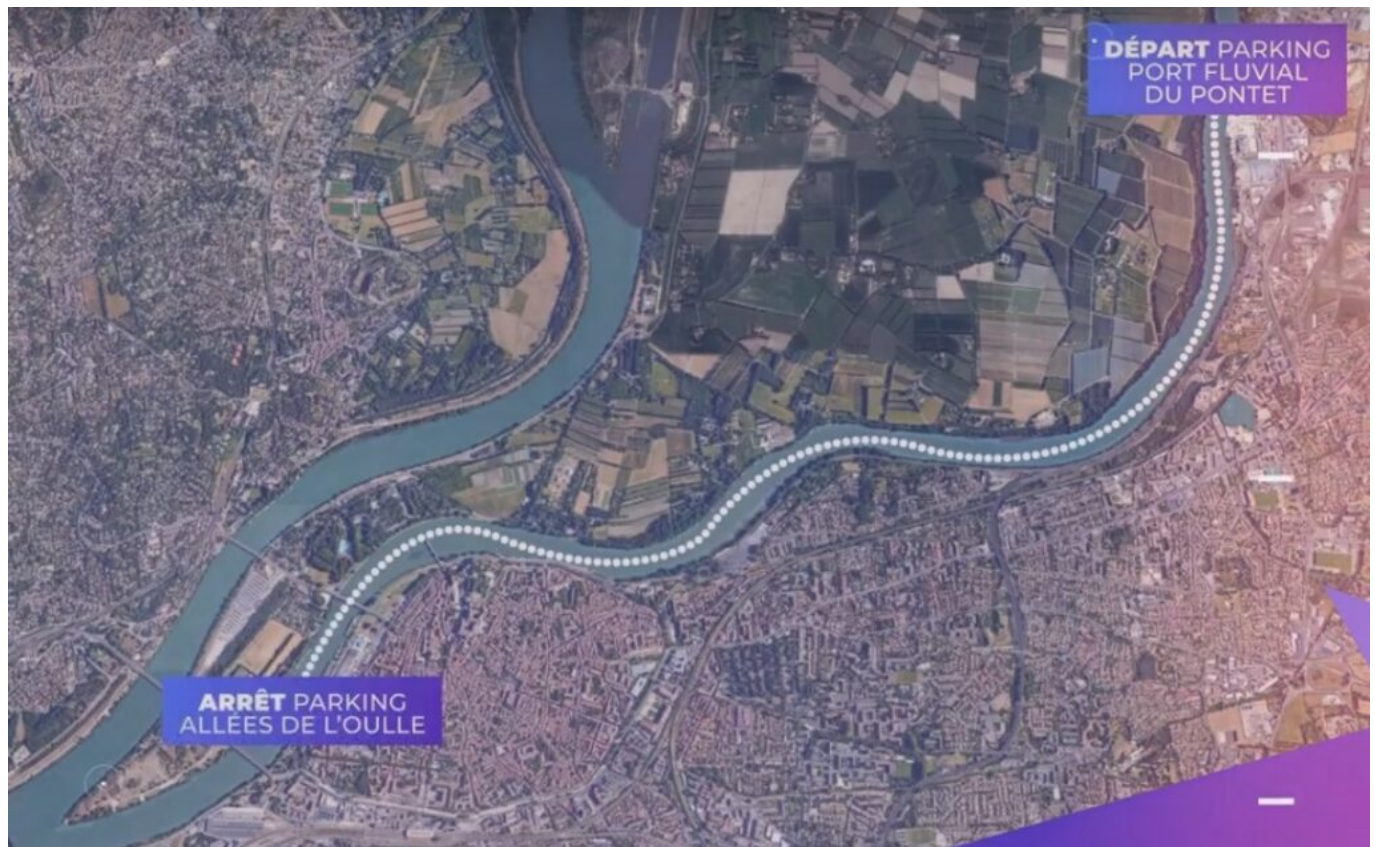 DÉPART PARKING
PORT FLUVIAL
DU PONTET
ARRÊT PARKING
ALLÉES DE L'OULLE